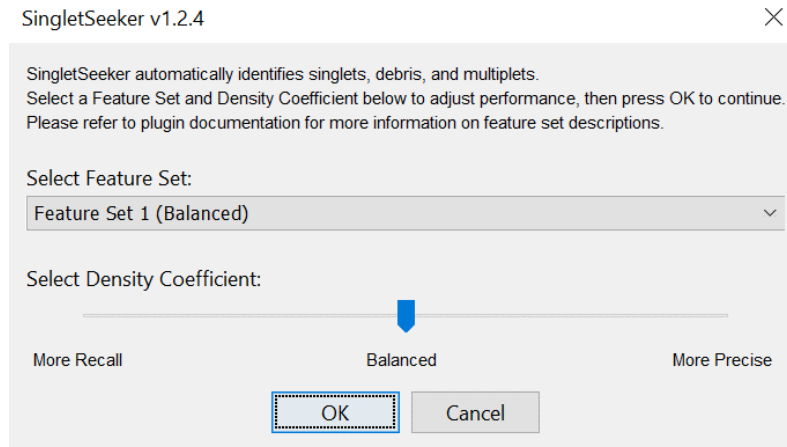 SingletSeeker v1.2.4
SingletSeeker automatically identifies singlets, debris, and multiplets.
Select a Feature Set and Density Coefficient below to adjust performance, then press OK to continue.
Please refer to plugin documentation for more information on feature set descriptions.
Select Feature Set:
Feature Set 1 (Balanced)
Select Density Coefficient:
More Recall Balanced More Precise
OK Cancel